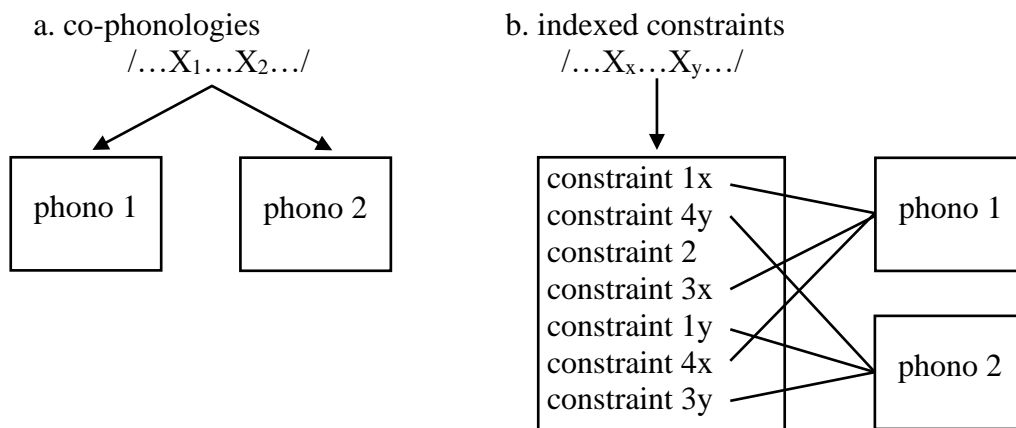 a. co-phonologies
/…X₁…X₂…/
phono 1
phono 2
b. indexed constraints
/…Xₓ…Xᵧ…/
constraint 1x
constraint 4y
constraint 2
constraint 3x
constraint 1y
constraint 4x
constraint 3y
phono 1
phono 2